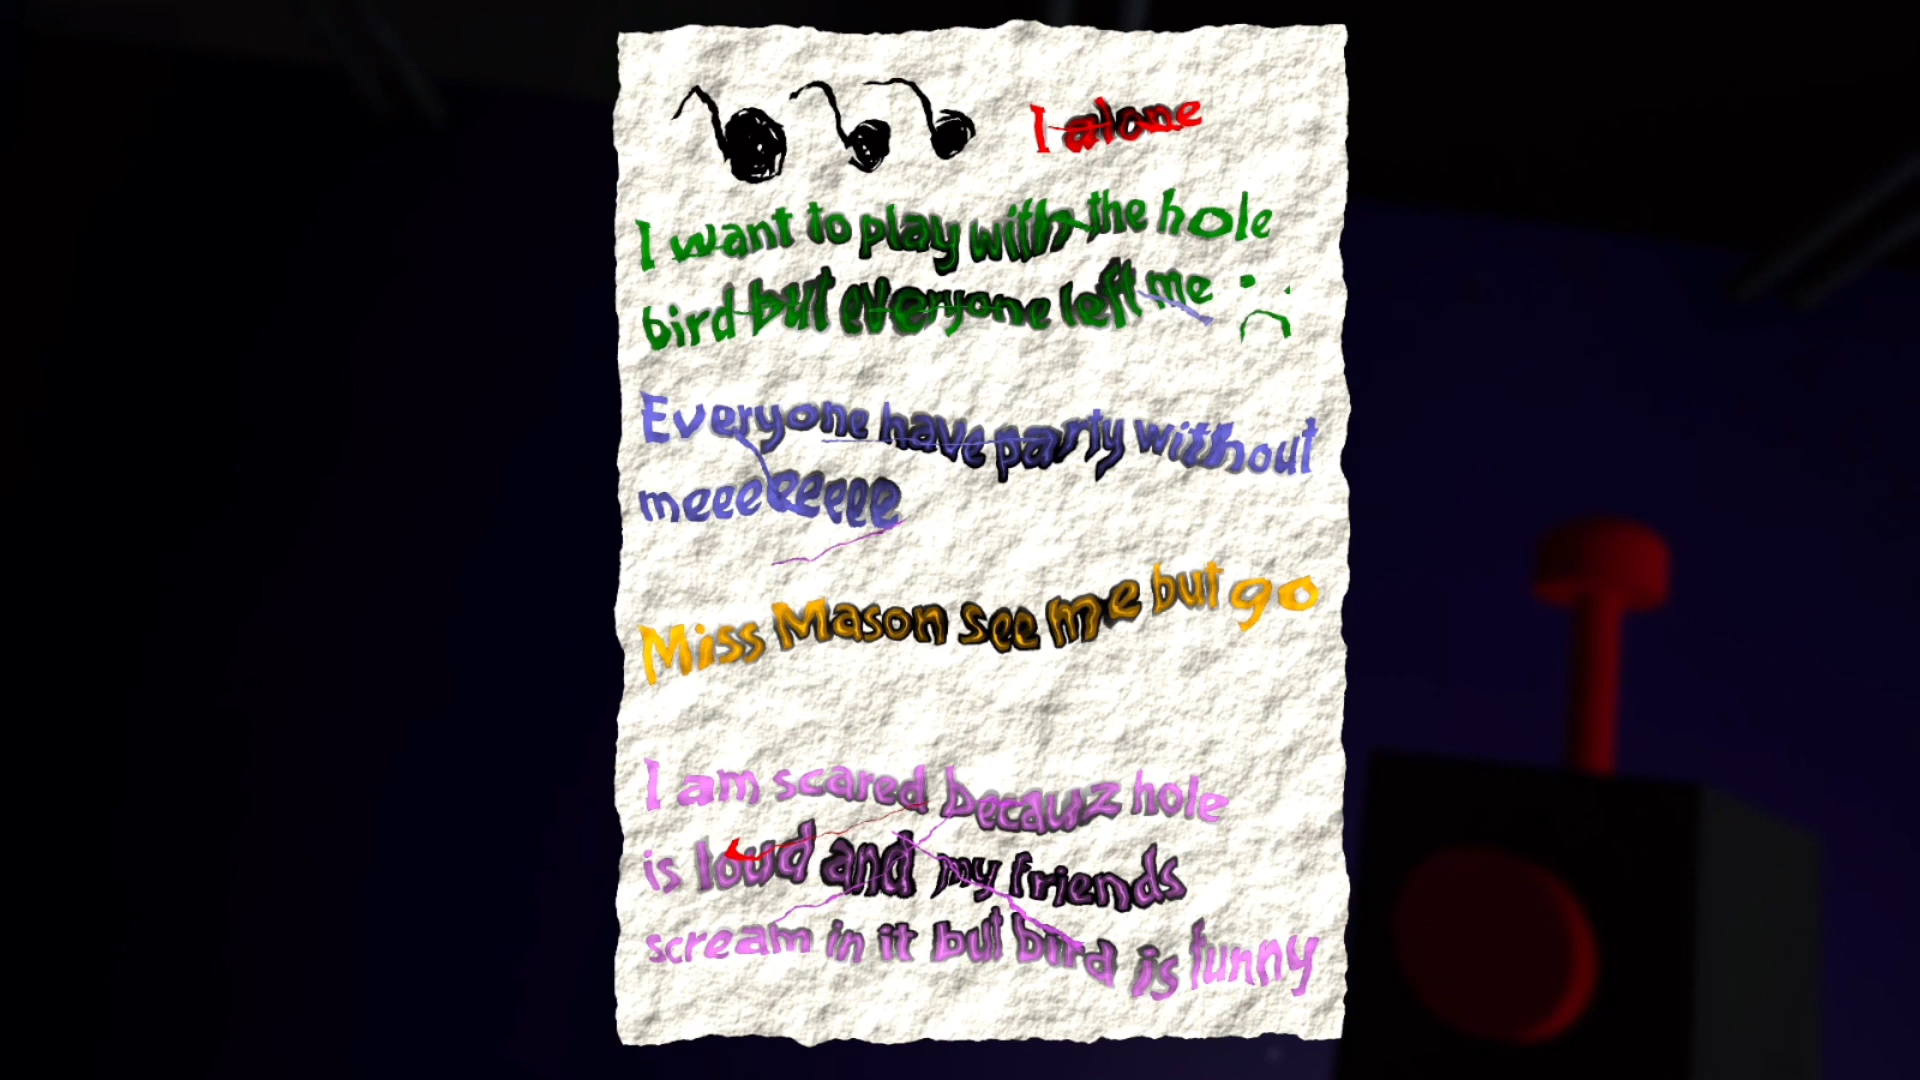 I alone
I want to play with the hole
bird but everyone left me :(
Everyone have party without
meeeeeeee
Miss Mason see me but go
I am scared becauz hole
is loud and my friends
scream in it but bird is funny